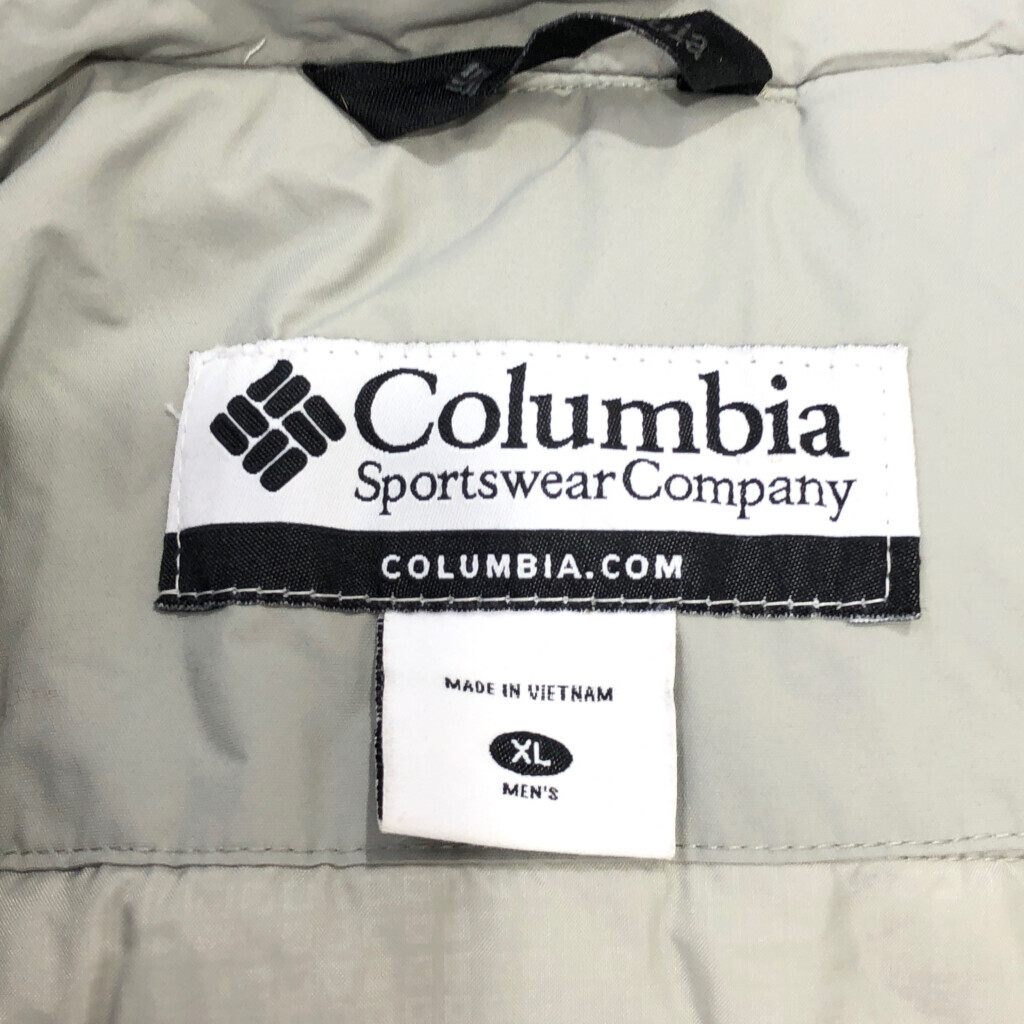 Columbia
Sportswear Company
COLUMBIA.COM
MADE IN VIETNAM
XL
MEN'S